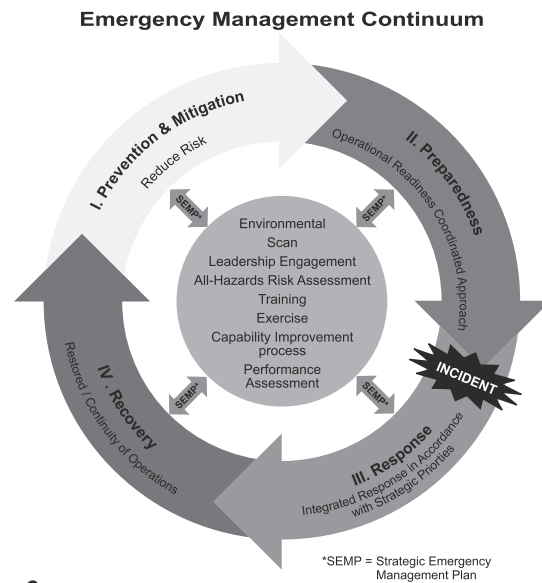 Emergency Management Continuum
I. Prevention & Mitigation
Reduce Risk
II. Preparedness
Operational Readiness Coordinated Approach
SEMP*
SEMP*
Environmental
Scan
Leadership Engagement
All-Hazards Risk Assessment
Training
Exercise
Capability Improvement
process
Performance
Assessment
SEMP*
SEMP*
INCIDENT
III. Response
Integrated Response in Accordance
with Strategic Priorties
IV . Recovery
Restored / Continuity of Operations
*SEMP = Strategic Emergency
Management Plan